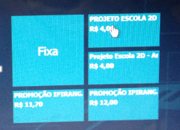 Fixa
PROJETO ESCOLA 2D
R$ 4,00
Projeto Escola 2D - As
R$ 4,00
PROMOÇÃO IPIRANG
R$ 11,70
PROMOÇÃO IPIRANG.
R$ 12,00